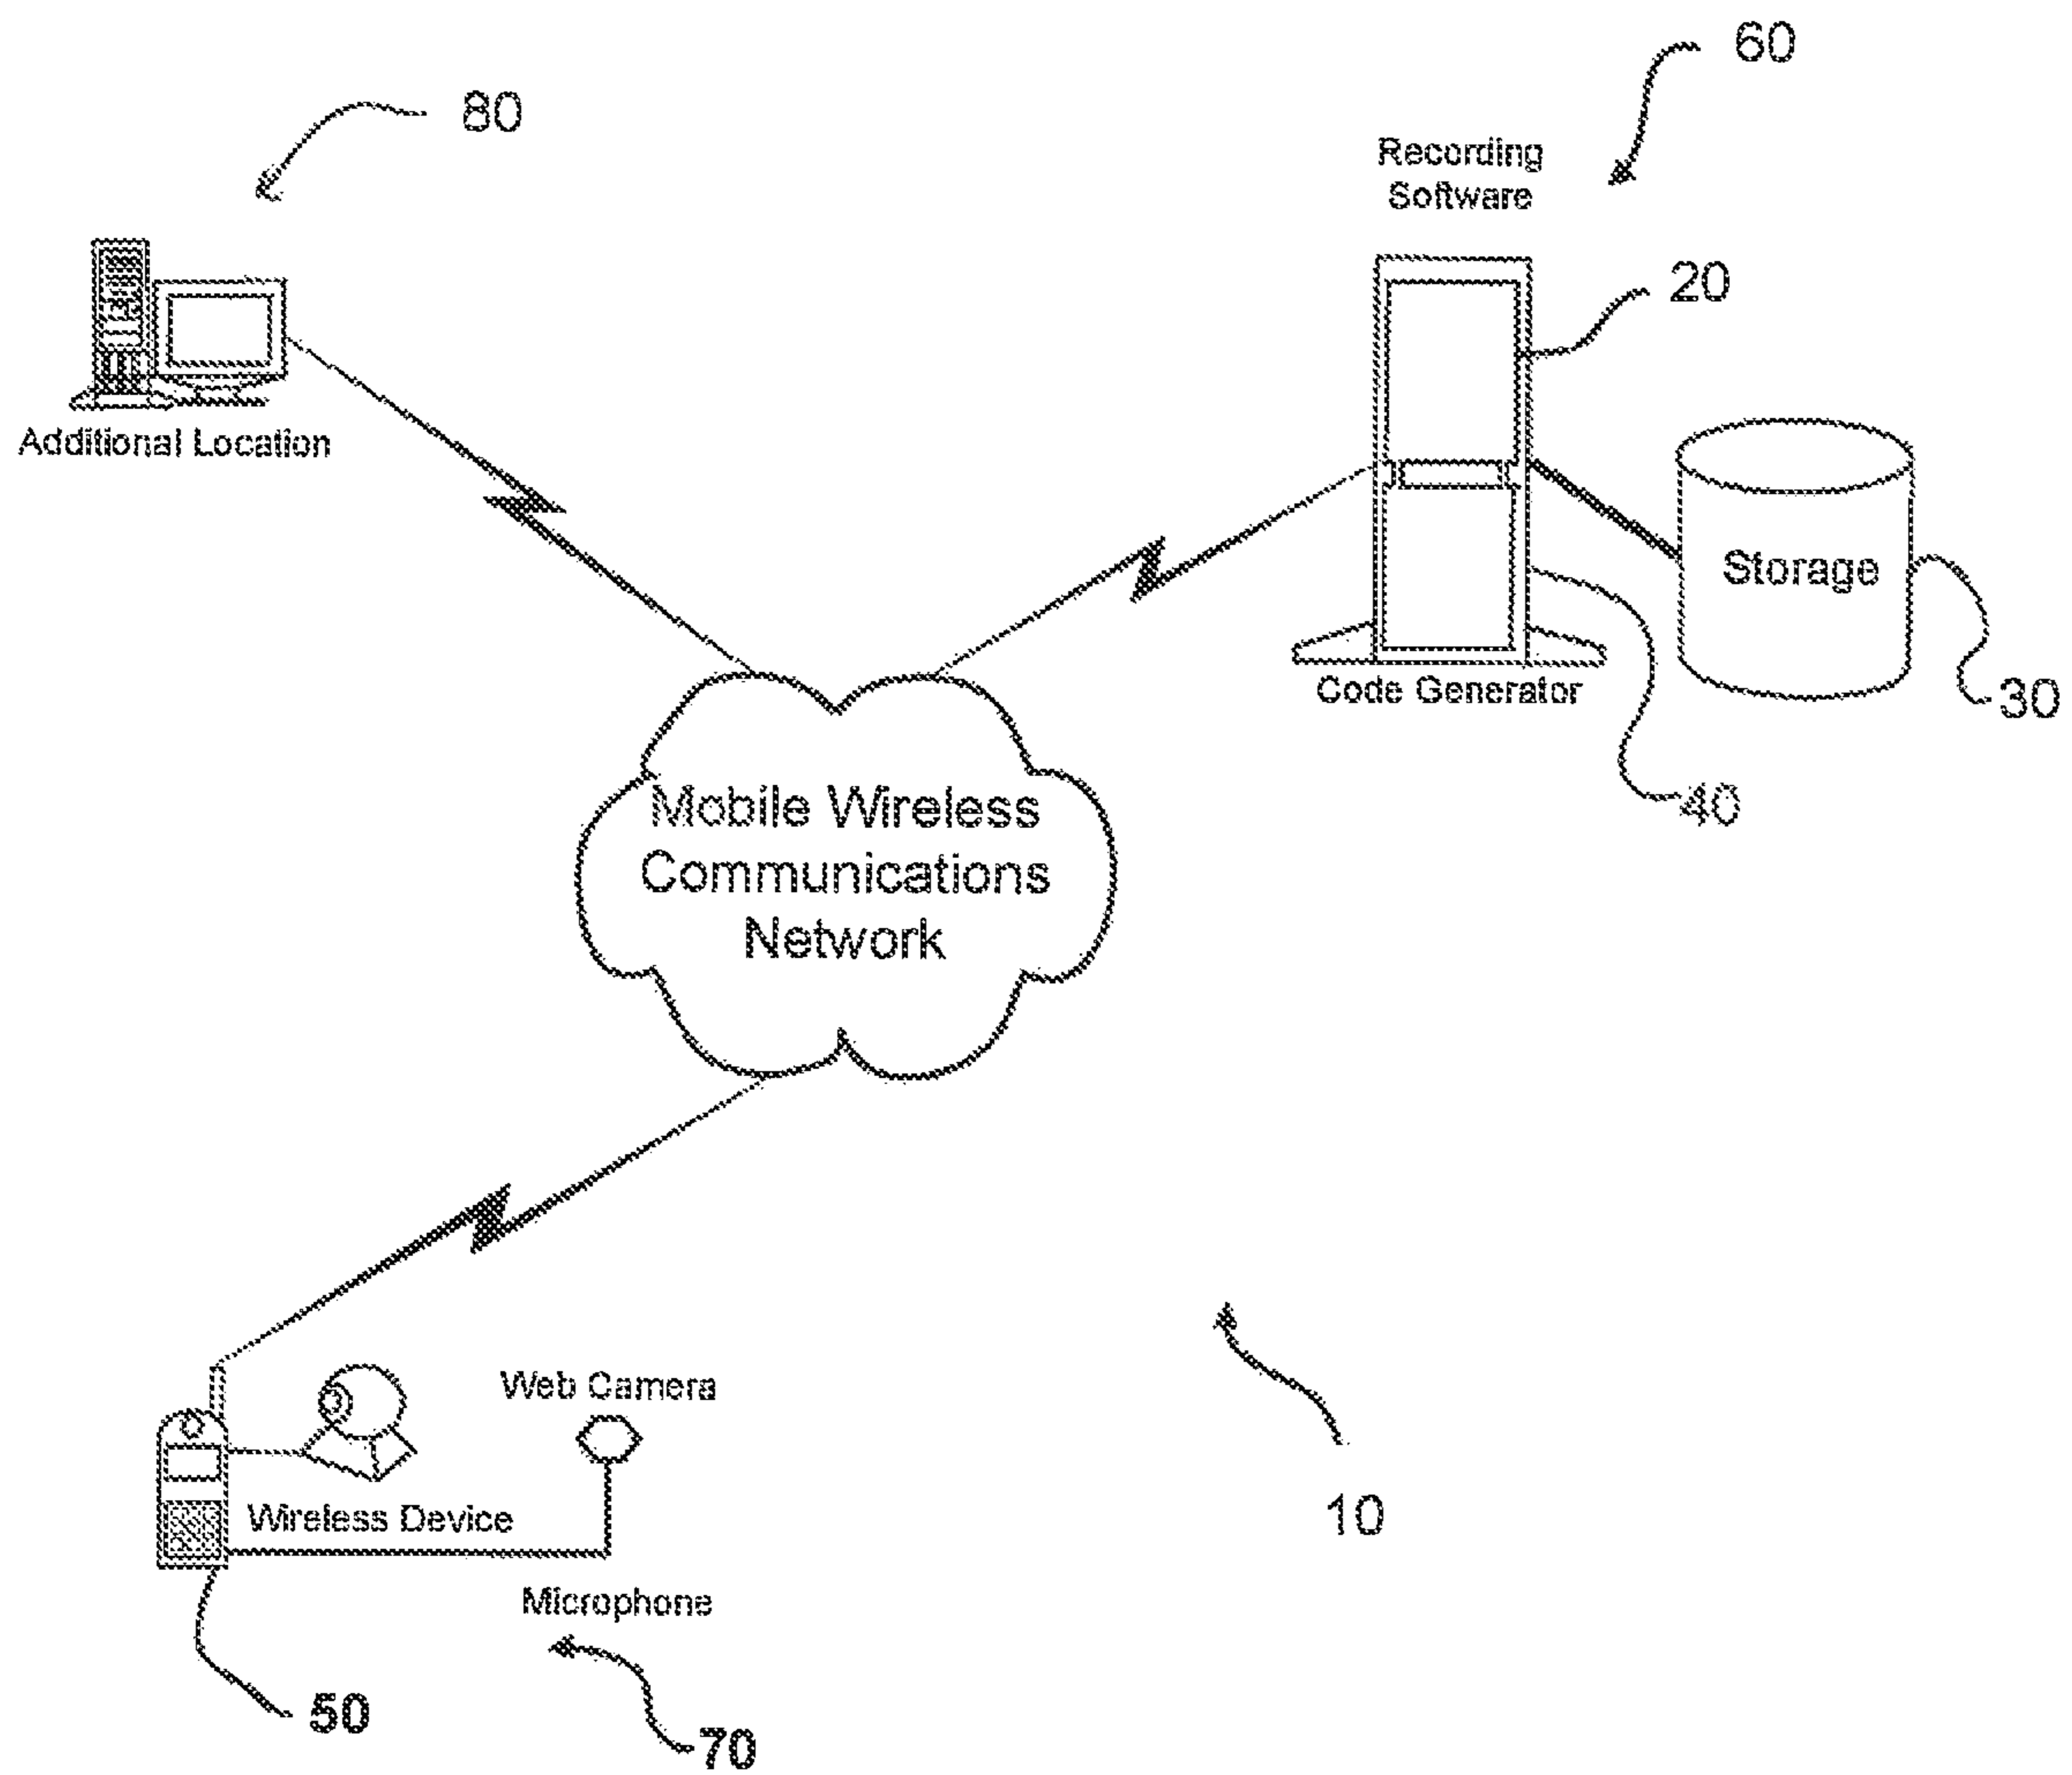 60
80
Recording
Software
20
Additional Location
Storage
Code Generator
30
40
Mobile Wireless
Communications
Network
Web Camera
10
Wireless Device
Microphone
50
70